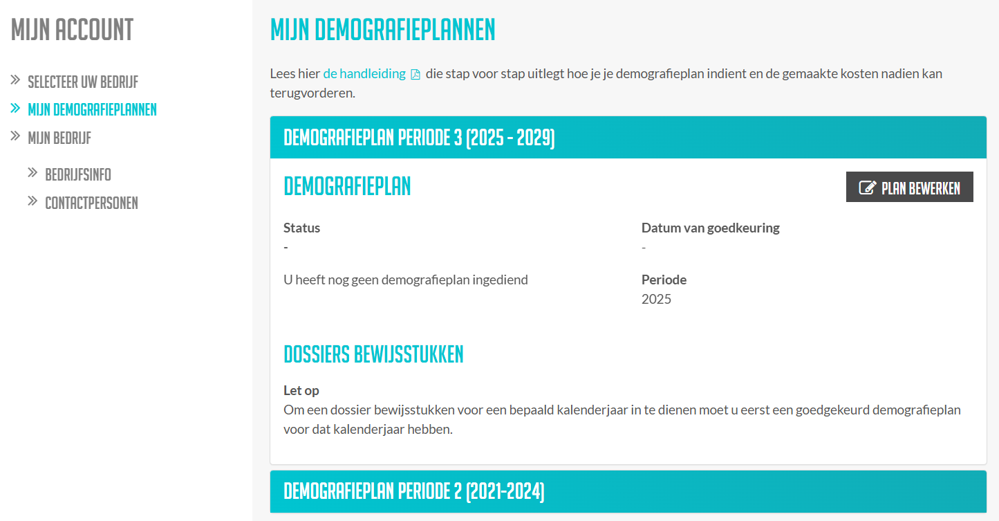 MIJN ACCOUNT
SELECTEER UW BEDRIJF
MIJN DEMOGRAFIEPLANNEN
MIJN BEDRIJF
BEDRIJFSINFO
CONTACTPERSONEN
MIJN DEMOGRAFIEPLANNEN
Lees hier de handleiding die stap voor stap uitlegt hoe je je demografieplan indient en de gemaakte kosten nadien kan
terugvorderen.
DEMOGRAFIEPLAN PERIODE 3 (2025 - 2029)
DEMOGRAFIEPLAN
PLAN BEWERKEN
Status
-
Datum van goedkeuring
-
U heeft nog geen demografieplan ingediend
Periode
2025
DOSSIERS BEWIJSSTUKKEN
Let op
Om een dossier bewijsstukken voor een bepaald kalenderjaar in te dienen moet u eerst een goedgekeurd demografieplan
voor dat kalenderjaar hebben.
DEMOGRAFIEPLAN PERIODE 2 (2021-2024)